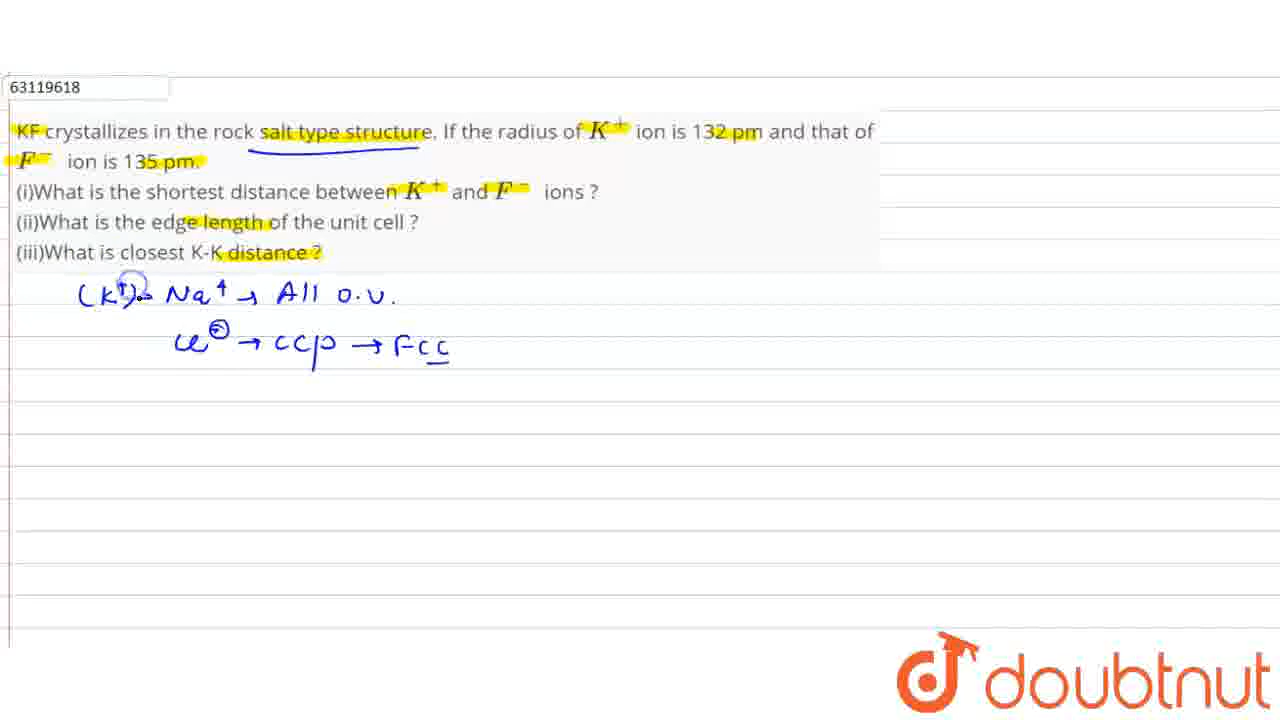 63119618
KF crystallizes in the rock salt type structure. If the radius of K⁺ ion is 132 pm and that of
F⁻ ion is 135 pm.
(i)What is the shortest distance between K⁺ and F⁻ ions ?
(ii)What is the edge length of the unit cell ?
(iii)What is closest K-K distance ?
(K⁺) Na⁺ → All O.V.
Cl⊖ → CCP → FCC
doubtnut